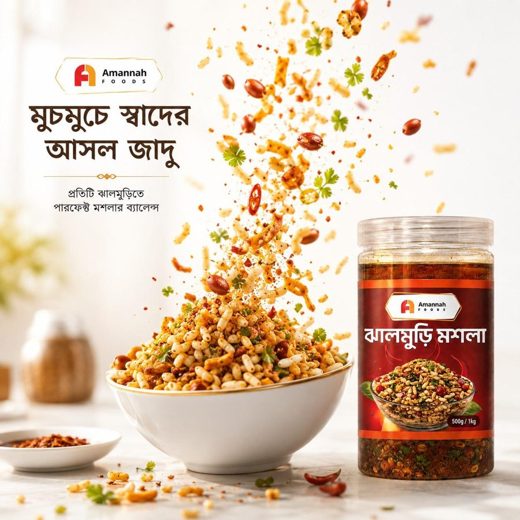 Amannah
FOODS
মুচমুচে স্বাদের
আসল জাদু
প্রতিটি ঝালমুড়িতে
পারফেক্ট মশলার ব্যালেন্স
Amannah
FOODS
ঝালমুড়ি মশলা
500g / 1kg